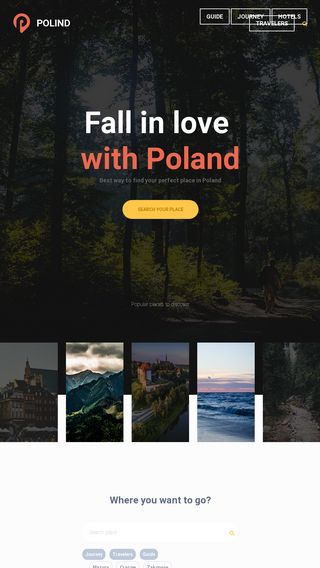 POLIND
GUIDE
JOURNEY
HOTELS
TRAVELERS
Fall in love
with Poland
Best way to find your perfect place in Poland
SEARCH YOUR PLACE
Popular places to discover
Where you want to go?
Search place
Journey
Travelers
Guide
Mazury
Cracow
Zakopane